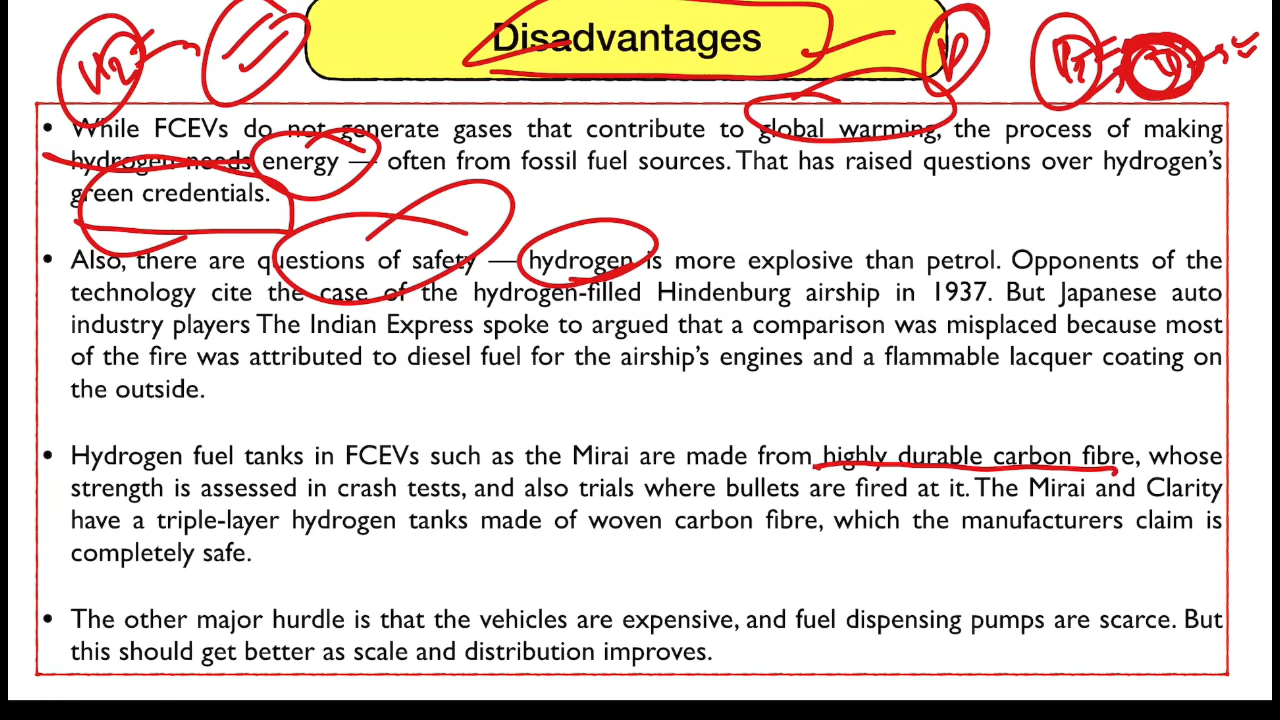 Disadvantages
H2
• While FCEVs do not generate gases that contribute to global warming, the process of making
hydrogen needs energy — often from fossil fuel sources. That has raised questions over hydrogen's
green credentials.
• Also, there are questions of safety — hydrogen is more explosive than petrol. Opponents of the
technology cite the case of the hydrogen-filled Hindenburg airship in 1937. But Japanese auto
industry players The Indian Express spoke to argued that a comparison was misplaced because most
of the fire was attributed to diesel fuel for the airship's engines and a flammable lacquer coating on
the outside.
• Hydrogen fuel tanks in FCEVs such as the Mirai are made from highly durable carbon fibre, whose
strength is assessed in crash tests, and also trials where bullets are fired at it. The Mirai and Clarity
have a triple-layer hydrogen tanks made of woven carbon fibre, which the manufacturers claim is
completely safe.
• The other major hurdle is that the vehicles are expensive, and fuel dispensing pumps are scarce. But
this should get better as scale and distribution improves.